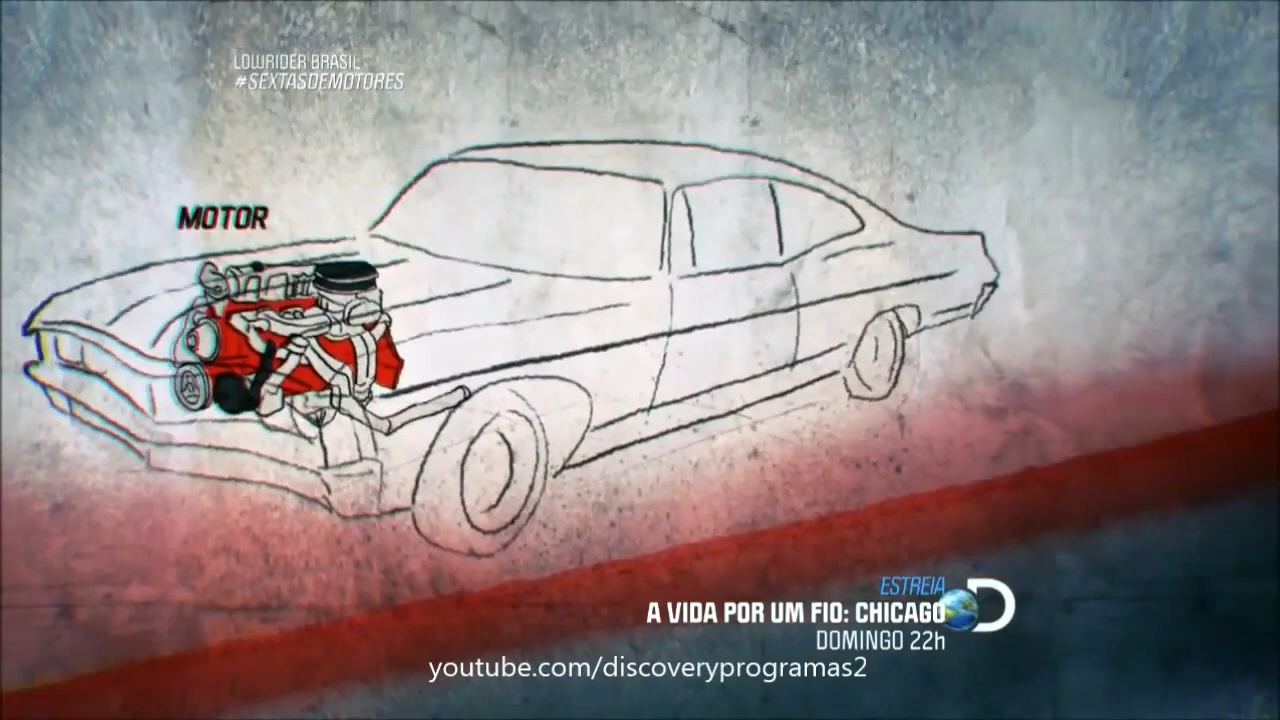 LOWRIDER BRASIL
#SEXTASDEMOTORES
MOTOR
ESTREIA
A VIDA POR UM FIO: CHICAGO
DOMINGO 22h
youtube.com/discoveryprogramas2